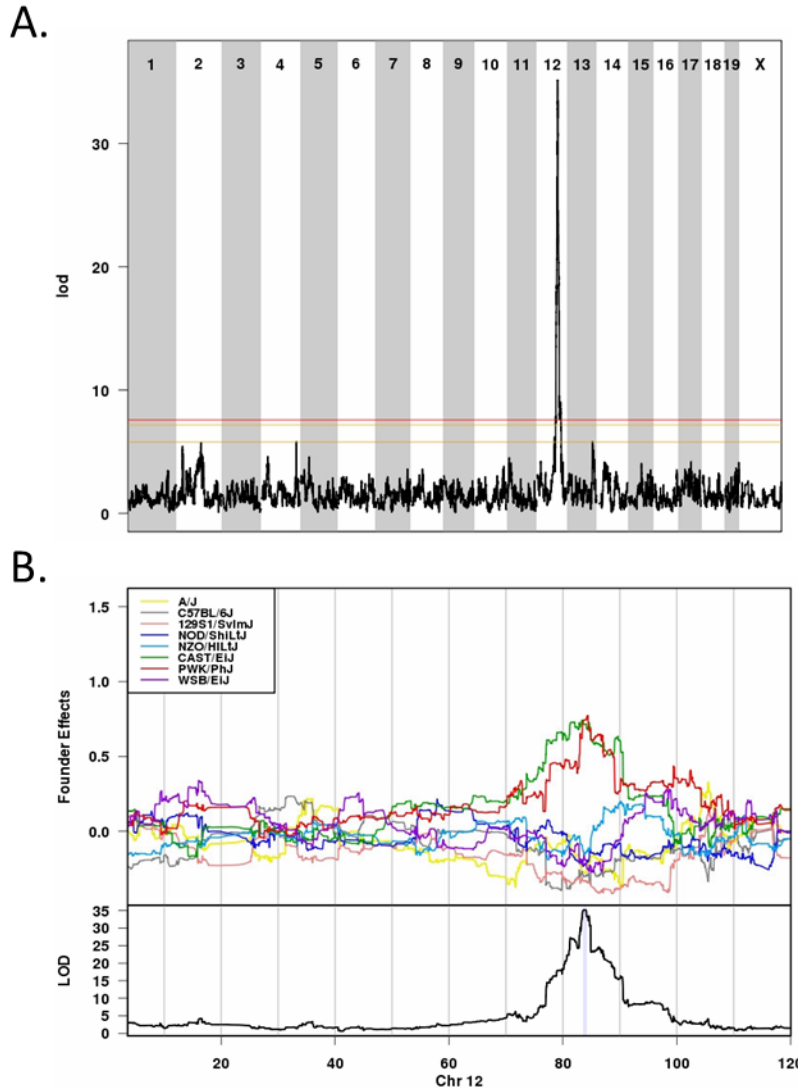 A.
1 2 3 4 5 6 7 8 9 10 11 12 13 14 15 16 17 18 19 X
30
20
10
0
lod
B.
A/J
C57BL/6J
129S1/SvImJ
NOD/ShiLtJ
NZO/HILtJ
CAST/EiJ
PWK/PhJ
WSB/EiJ
1.5
1.0
0.5
0.0
Founder Effects
35
30
25
20
15
10
5
0
LOD
20 40 60 80 100 120
Chr 12